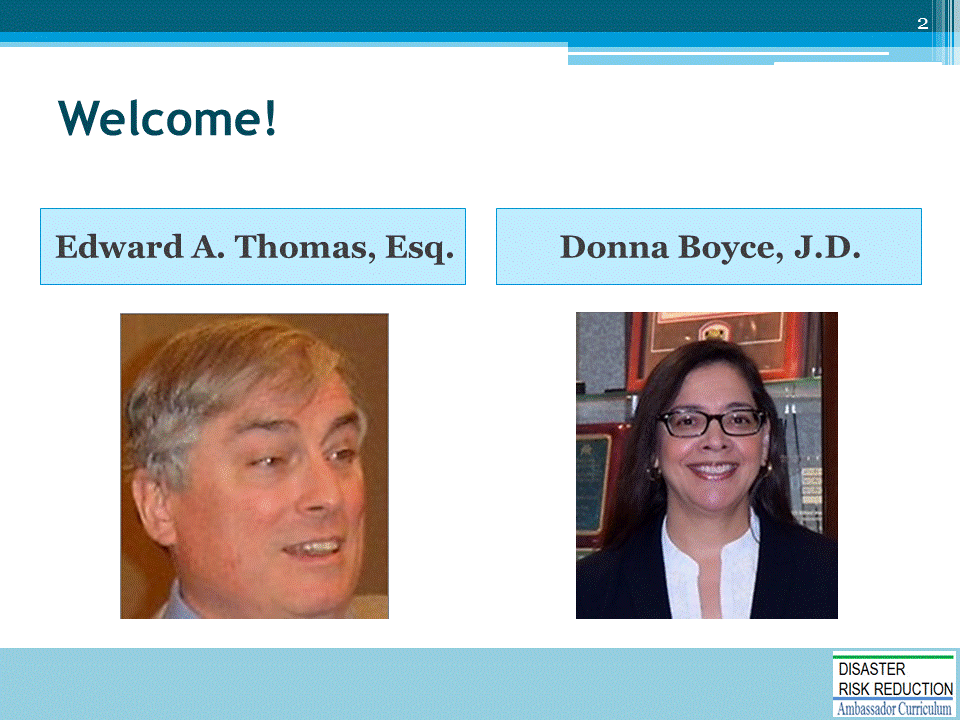 2
Welcome!
Edward A. Thomas, Esq.
Donna Boyce, J.D.
DISASTER
RISK REDUCTION
Ambassador Curriculum